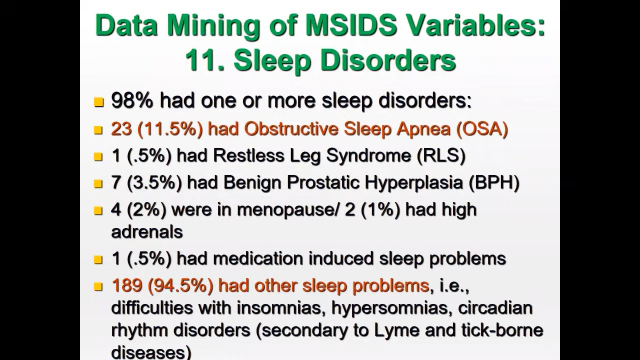 Data Mining of MSIDS Variables:
11. Sleep Disorders
98% had one or more sleep disorders:
23 (11.5%) had Obstructive Sleep Apnea (OSA)
1 (.5%) had Restless Leg Syndrome (RLS)
7 (3.5%) had Benign Prostatic Hyperplasia (BPH)
4 (2%) were in menopause/ 2 (1%) had high
adrenals
1 (.5%) had medication induced sleep problems
189 (94.5%) had other sleep problems, i.e.,
difficulties with insomnias, hypersomnias, circadian
rhythm disorders (secondary to Lyme and tick-borne
diseases)